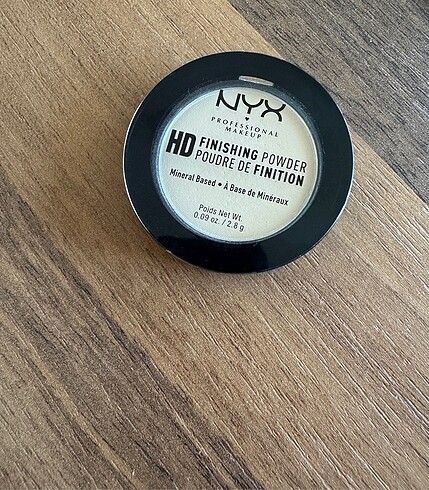 NYX
PROFESSIONAL
MAKEUP
HD FINISHING POWDER
POUDRE DE FINITION
Mineral Based • À Base de Minéraux
Poids Net Wt.
0.09 oz. / 2.8 g